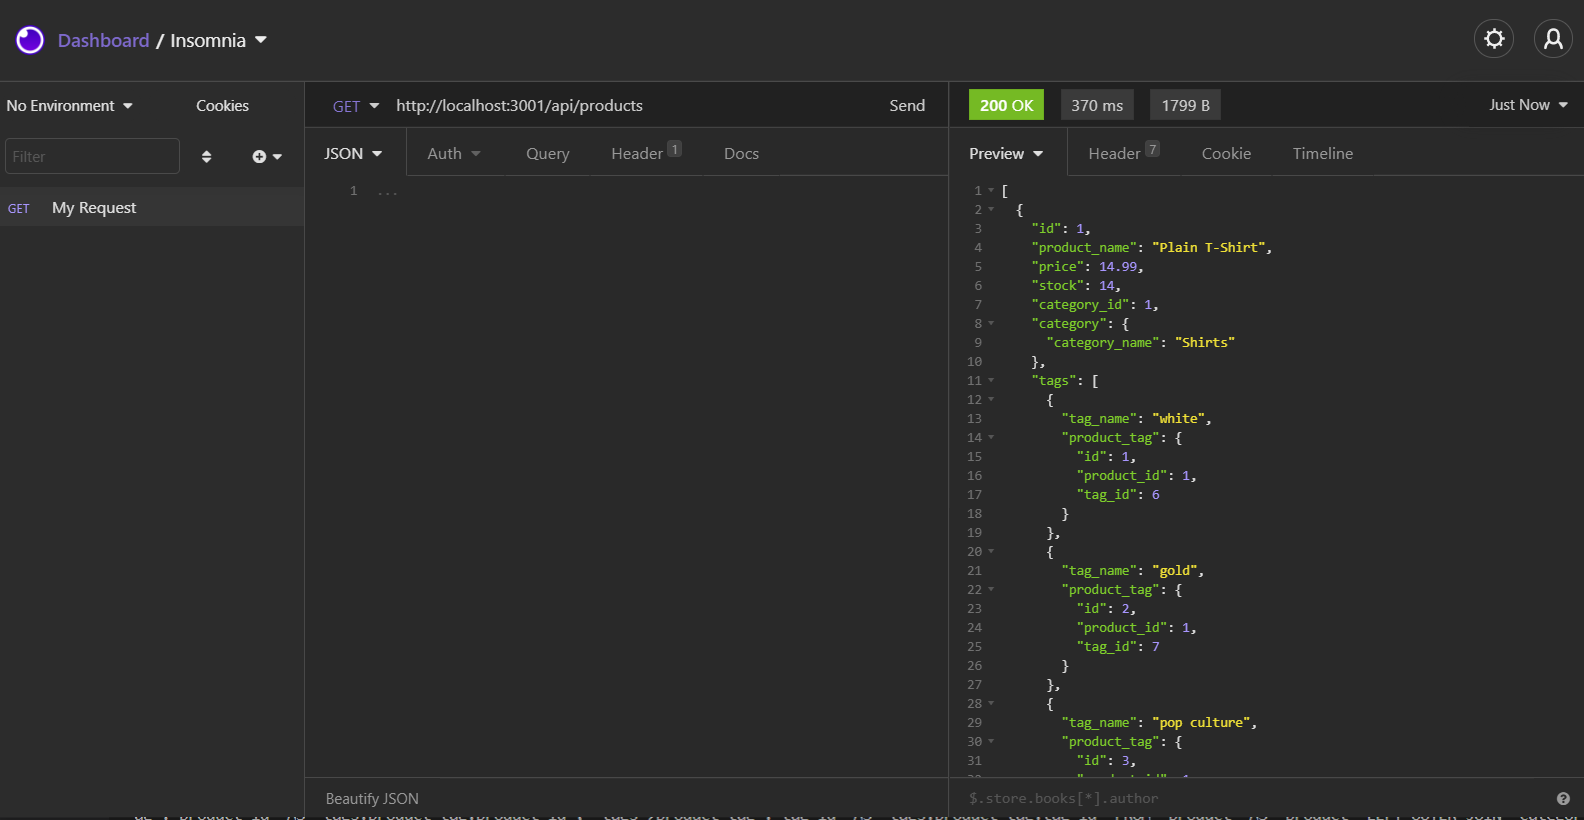 Dashboard / Insomnia
No Environment
Cookies
Filter
GET My Request
GET http://localhost:3001/api/products Send
JSON Auth Query Header 1 Docs
1 ...
Beautify JSON
200 OK 370 ms 1799 B Just Now
Preview Header 7 Cookie Timeline
1 [
2 {
3 "id": 1,
4 "product_name": "Plain T-Shirt",
5 "price": 14.99,
6 "stock": 14,
7 "category_id": 1,
8 "category": {
9 "category_name": "Shirts"
10 },
11 "tags": [
12 {
13 "tag_name": "white",
14 "product_tag": {
15 "id": 1,
16 "product_id": 1,
17 "tag_id": 6
18 }
19 },
20 {
21 "tag_name": "gold",
22 "product_tag": {
23 "id": 2,
24 "product_id": 1,
25 "tag_id": 7
26 }
27 },
28 {
29 "tag_name": "pop culture",
30 "product_tag": {
31 "id": 3,
$.store.books[*].author